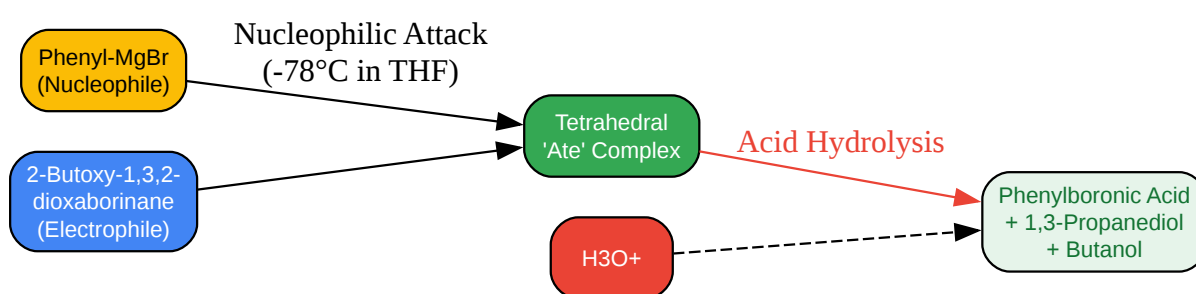 Phenyl-MgBr
(Nucleophile)
Nucleophilic Attack
(-78°C in THF)
2-Butoxy-1,3,2-
dioxaborinane
(Electrophile)
Tetrahedral
'Ate' Complex
Acid Hydrolysis
H3O+
Phenylboronic Acid
+ 1,3-Propanediol
+ Butanol